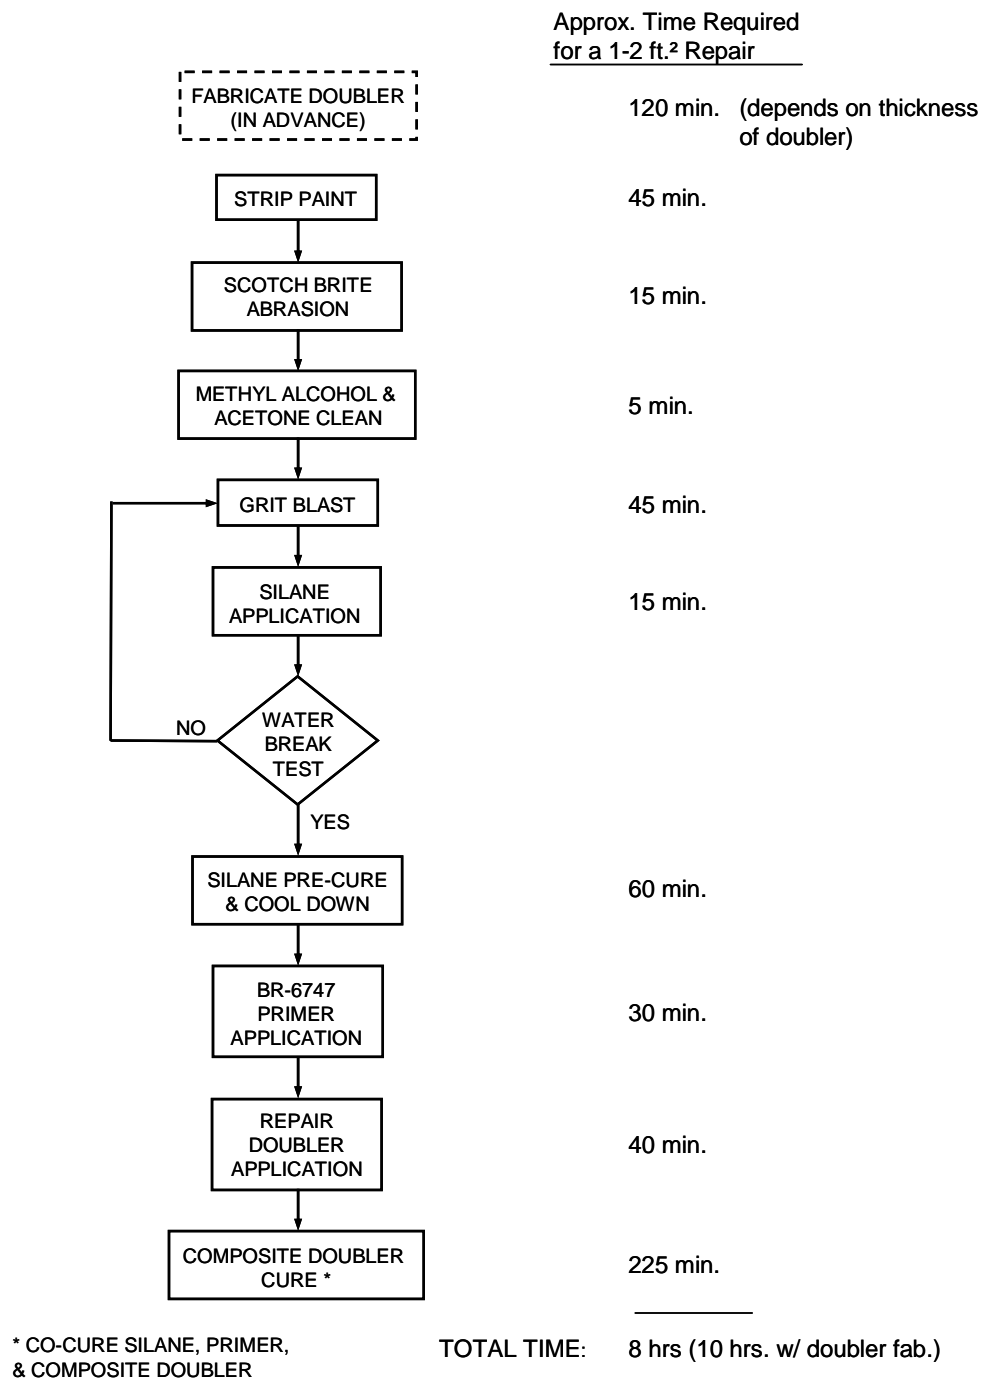 Approx. Time Required
for a 1-2 ft.² Repair
FABRICATE DOUBLER
(IN ADVANCE)
120 min. (depends on thickness
of doubler)
STRIP PAINT
45 min.
SCOTCH BRITE
ABRASION
15 min.
METHYL ALCOHOL &
ACETONE CLEAN
5 min.
GRIT BLAST
45 min.
SILANE
APPLICATION
15 min.
WATER
BREAK
TEST
NO
YES
SILANE PRE-CURE
& COOL DOWN
60 min.
BR-6747
PRIMER
APPLICATION
30 min.
REPAIR
DOUBLER
APPLICATION
40 min.
COMPOSITE DOUBLER
CURE *
225 min.
* CO-CURE SILANE, PRIMER,
& COMPOSITE DOUBLER
TOTAL TIME: 8 hrs (10 hrs. w/ doubler fab.)